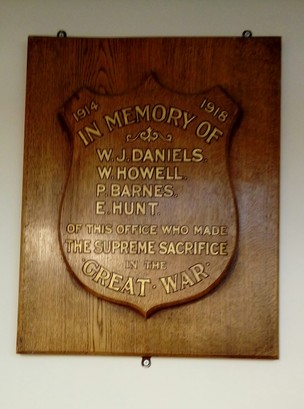 1914 1918
IN MEMORY OF
W.J. DANIELS.
W. HOWELL.
P. BARNES.
E. HUNT.
OF THIS OFFICE WHO MADE
THE SUPREME SACRIFICE
IN THE
GREAT · WAR